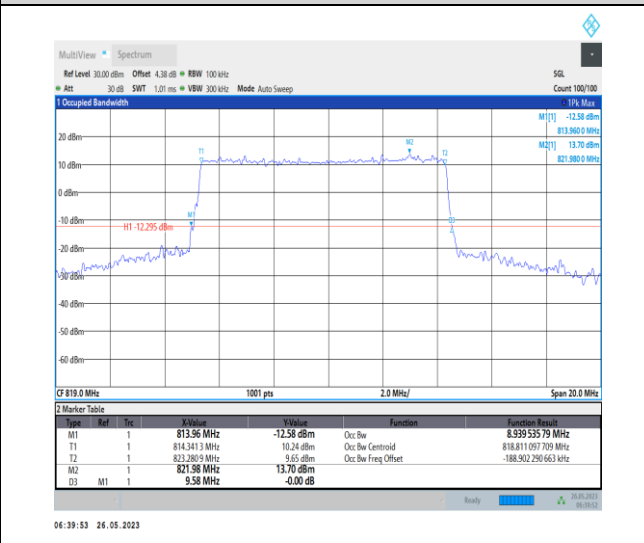 MultiView Spectrum
Ref Level 30.00 dBm Offset 4.38 dB RBW 100 kHz SGL
Att 30 dB SWT 1.01 ms VBW 300 kHz Mode Auto Sweep Count 100/100
1 Occupied Bandwidth 1Pk Max
M1[1] -12.58 dBm
813.960 0 MHz
M2[1] 13.70 dBm
821.980 0 MHz
20 dBm
M2
T1
T2
10 dBm
0 dBm
-10 dBm
M1
D3
H1 -12.295 dBm
-20 dBm
-30 dBm
-40 dBm
-50 dBm
-60 dBm
CF 819.0 MHz 1001 pts 2.0 MHz/ Span 20.0 MHz
2 Marker Table
Type Ref Trc X-Value Y-Value Function Function Result
M1 1 813.96 MHz -12.58 dBm Occ Bw 8.939 535 79 MHz
T1 1 814.341 3 MHz 10.24 dBm Occ Bw Centroid 818.811 097 709 MHz
T2 1 823.280 9 MHz 9.65 dBm Occ Bw Freq Offset -188.902 290 663 kHz
M2 1 821.98 MHz 13.70 dBm
D3 M1 1 9.58 MHz -0.00 dB
Ready 26.05.2023
06:39:52
06:39:53 26.05.2023